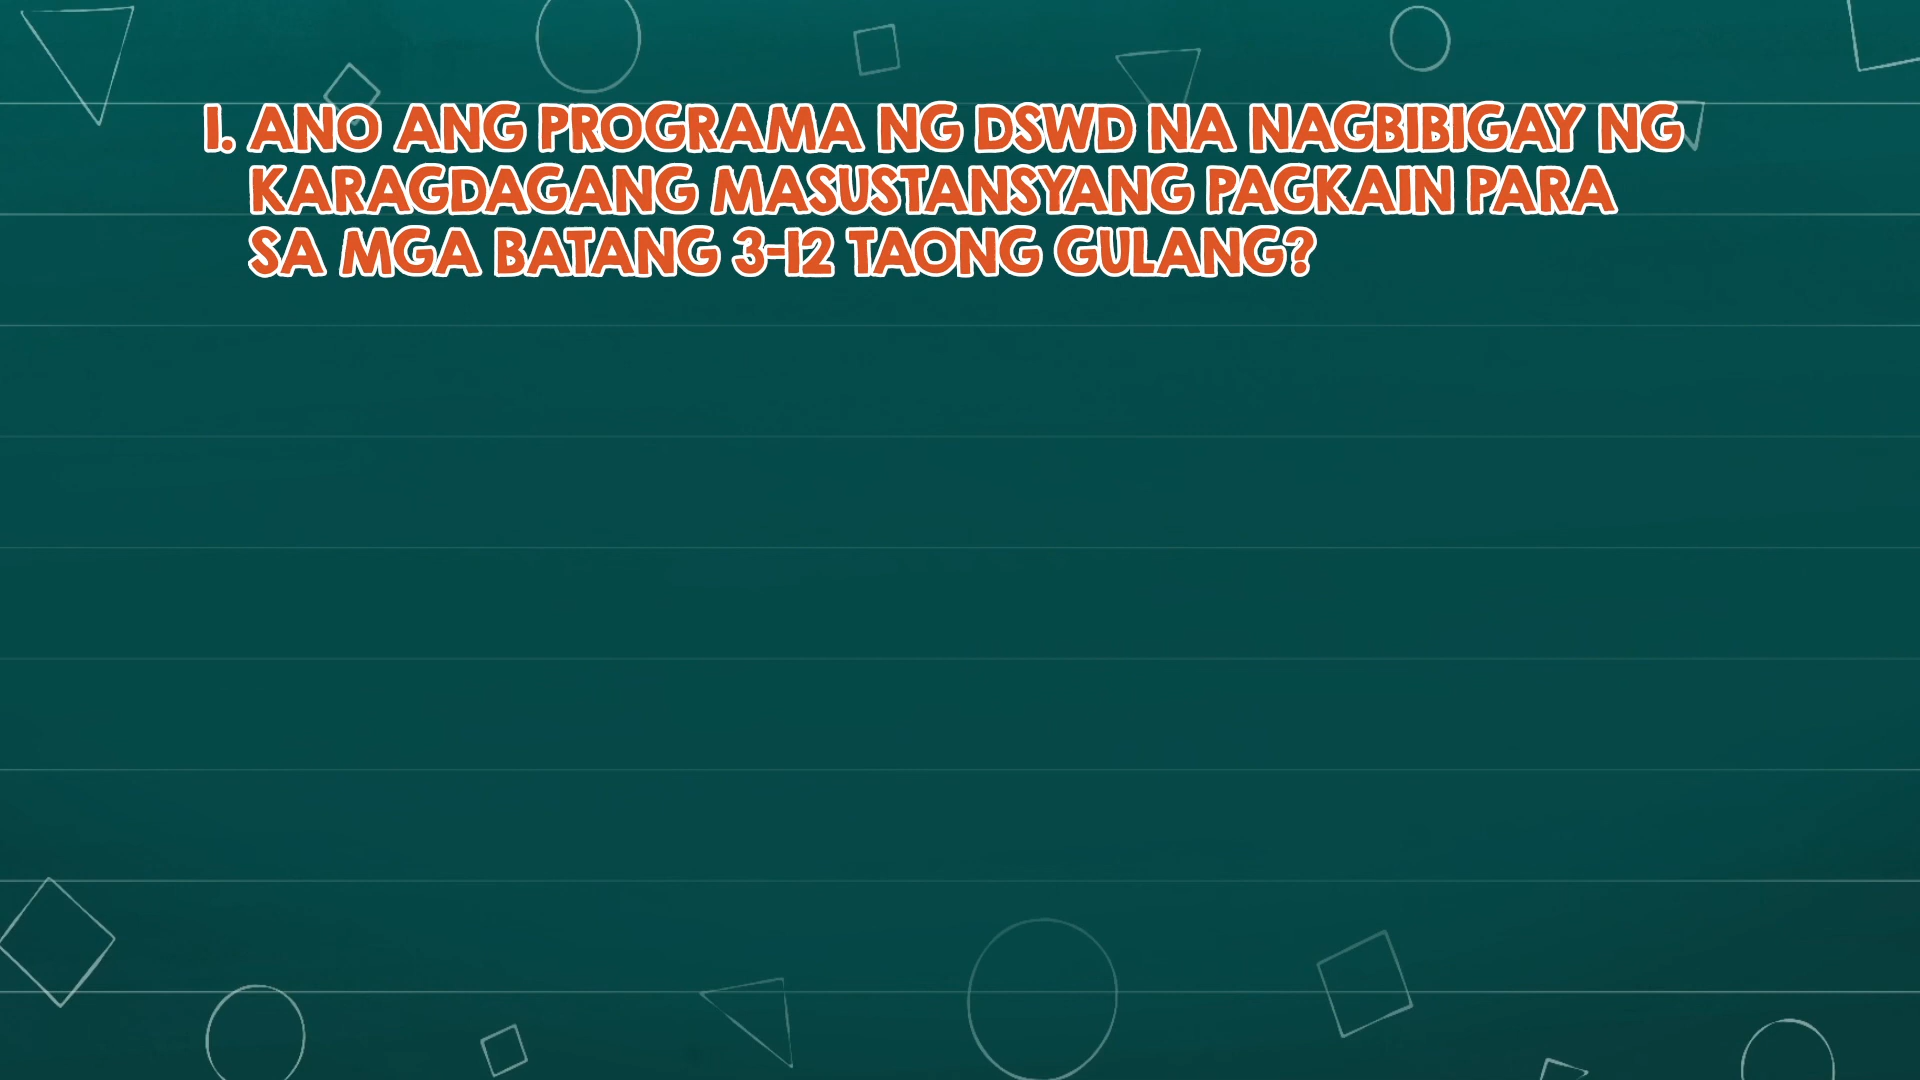 1. ANO ANG PROGRAMA NG DSWD NA NAGBIBIGAY NG
KARAGDAGANG MASUSTANSYANG PAGKAIN PARA
SA MGA BATANG 3-12 TAONG GULANG?